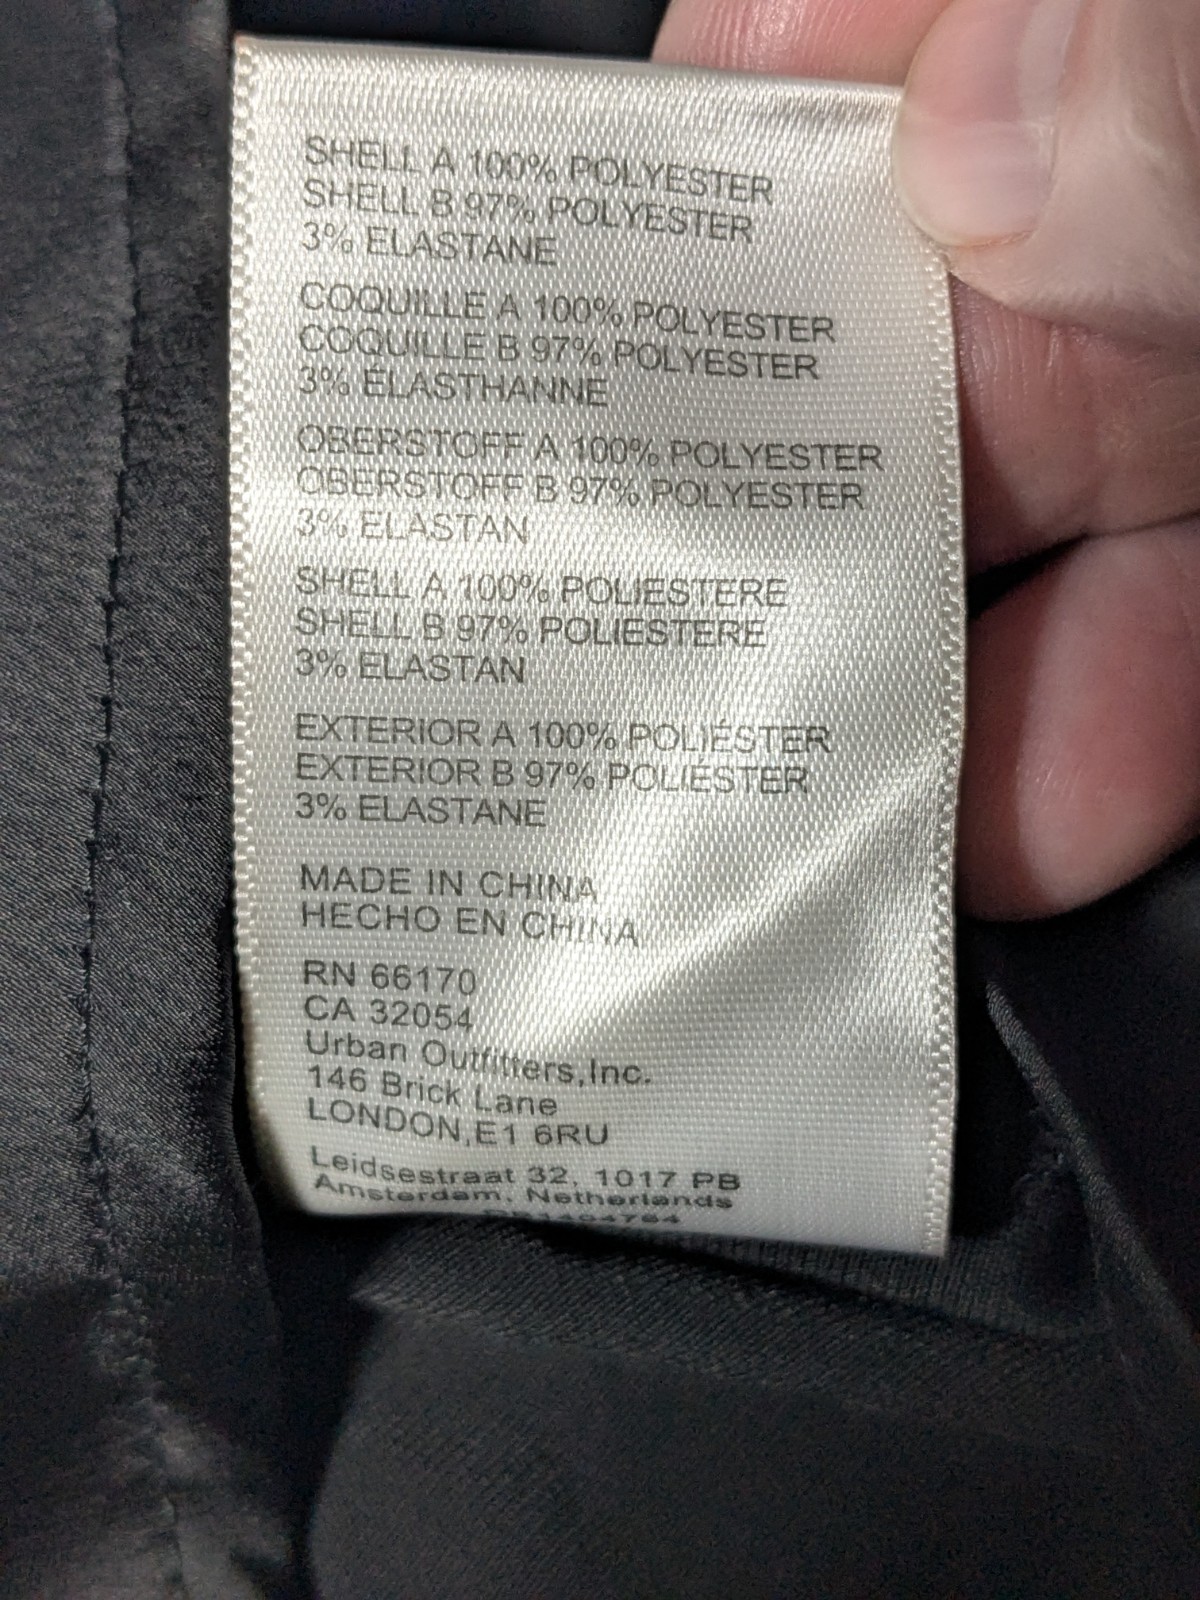 SHELL A 100% POLYESTER
SHELL B 97% POLYESTER
3% ELASTANE
COQUILLE A 100% POLYESTER
COQUILLE B 97% POLYESTER
3% ÉLASTHANNE
OBERSTOFF A 100% POLYESTER
OBERSTOFF B 97% POLYESTER
3% ELASTAN
SHELL A 100% POLIESTERE
SHELL B 97% POLIESTERE
3% ELASTAN
EXTERIOR A 100% POLIÉSTER
EXTERIOR B 97% POLIÉSTER
3% ELASTANE
MADE IN CHINA
HECHO EN CHINA
RN 66170
CA 32054
Urban Outfitters,Inc.
146 Brick Lane
LONDON,E1 6RU
Leidsestraat 32, 1017 PB
Amsterdam, Netherlands